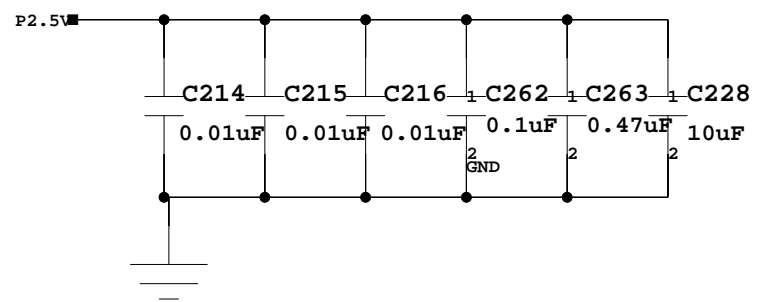 P2.5V
C214 C215 C216 1 C262 1 C263 1 C228
0.01uF 0.01uF 0.01uF 0.1uF 0.47uF 10uF
2 2 2
GND